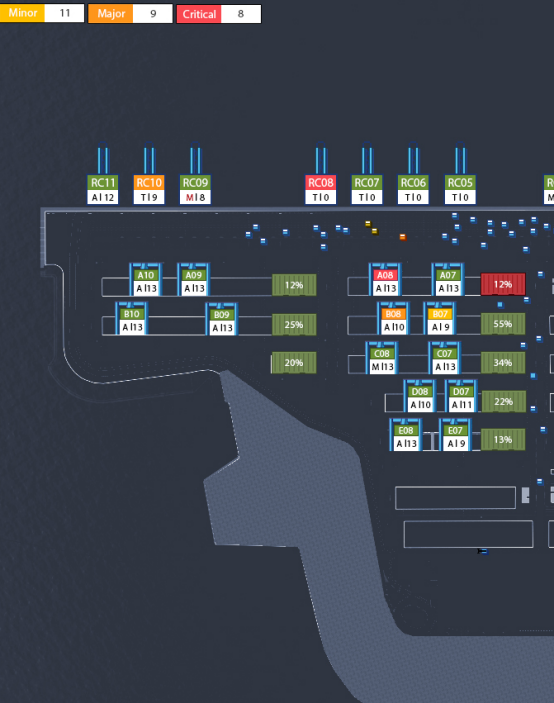 Minor 11 Major 9 Critical 8
RC11 RC10 RC09 RC08 RC07 RC06 RC05
A|12 T|9 M|8 T|0 T|0 T|0 T|0
A10 A09 A08 A07
A|13 A|13 12% A|13 A|13 12%
B10 B09 B08 B07
A|13 A|13 25% A|10 A|9 55%
C08 C07
20% M|13 A|13 34%
D08 D07
A|10 A|11 22%
E08 E07
A|13 A|9 13%